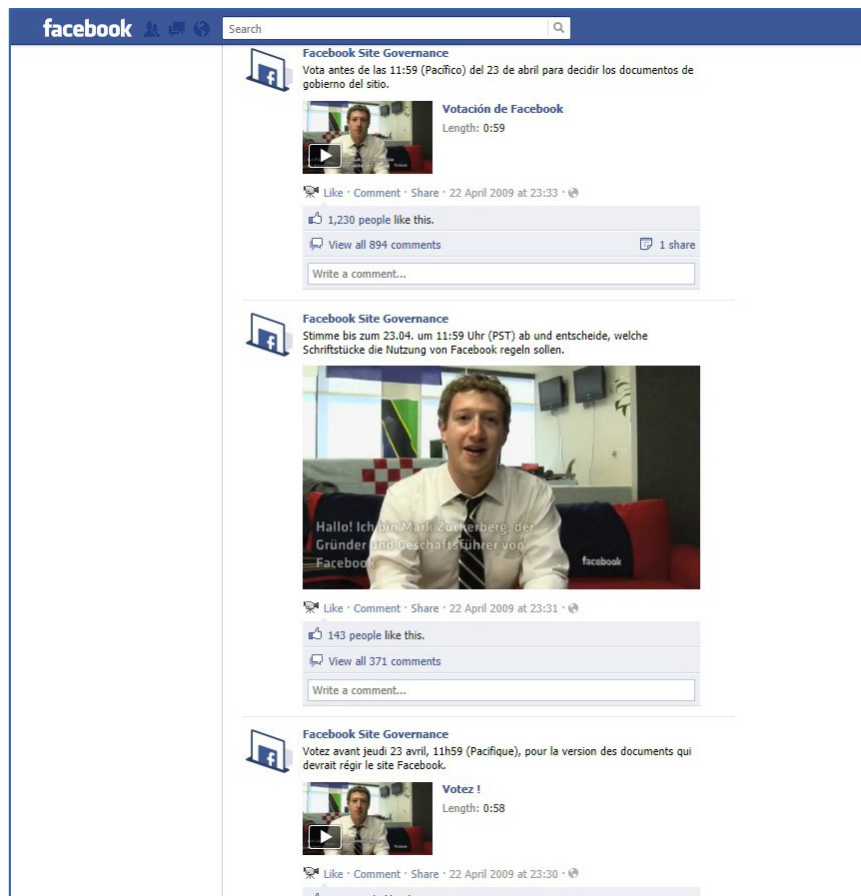 facebook
Search
Facebook Site Governance
Vota antes de las 11:59 (Pacífico) del 23 de abril para decidir los documentos de
gobierno del sitio.
Votación de Facebook
Length: 0:59
Like · Comment · Share · 22 April 2009 at 23:33 ·
1,230 people like this.
View all 894 comments
1 share
Write a comment...
Facebook Site Governance
Stimme bis zum 23.04. um 11:59 Uhr (PST) ab und entscheide, welche
Schriftstücke die Nutzung von Facebook regeln sollen.
Hallo! Ich bin Mark Zuckerberg, der
Gründer und Geschäftsführer von
Facebook
facebook
Like · Comment · Share · 22 April 2009 at 23:31 ·
143 people like this.
View all 371 comments
Write a comment...
Facebook Site Governance
Votez avant jeudi 23 avril, 11h59 (Pacifique), pour la version des documents qui
devrait régir le site Facebook.
Votez !
Length: 0:58
Like · Comment · Share · 22 April 2009 at 23:30 ·